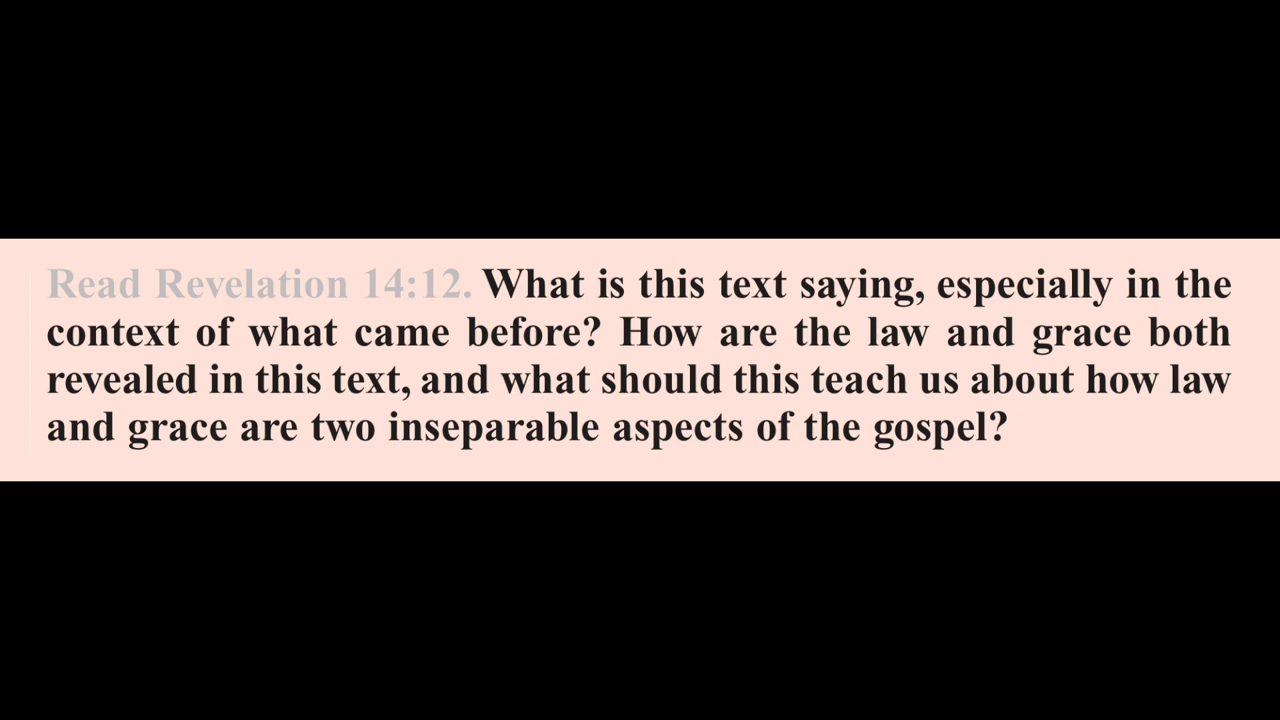 Read Revelation 14:12. What is this text saying, especially in the
context of what came before? How are the law and grace both
revealed in this text, and what should this teach us about how law
and grace are two inseparable aspects of the gospel?